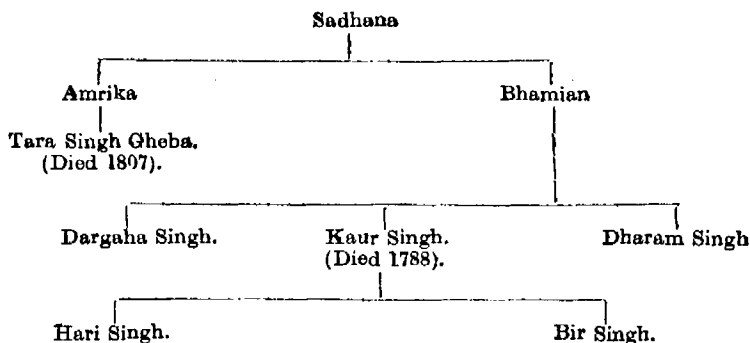 Sadhana
Amrika Bhamian
Tara Singh Gheba.
(Died 1807).
Dargaha Singh. Kaur Singh. Dharam Singh
(Died 1788).
Hari Singh. Bir Singh.